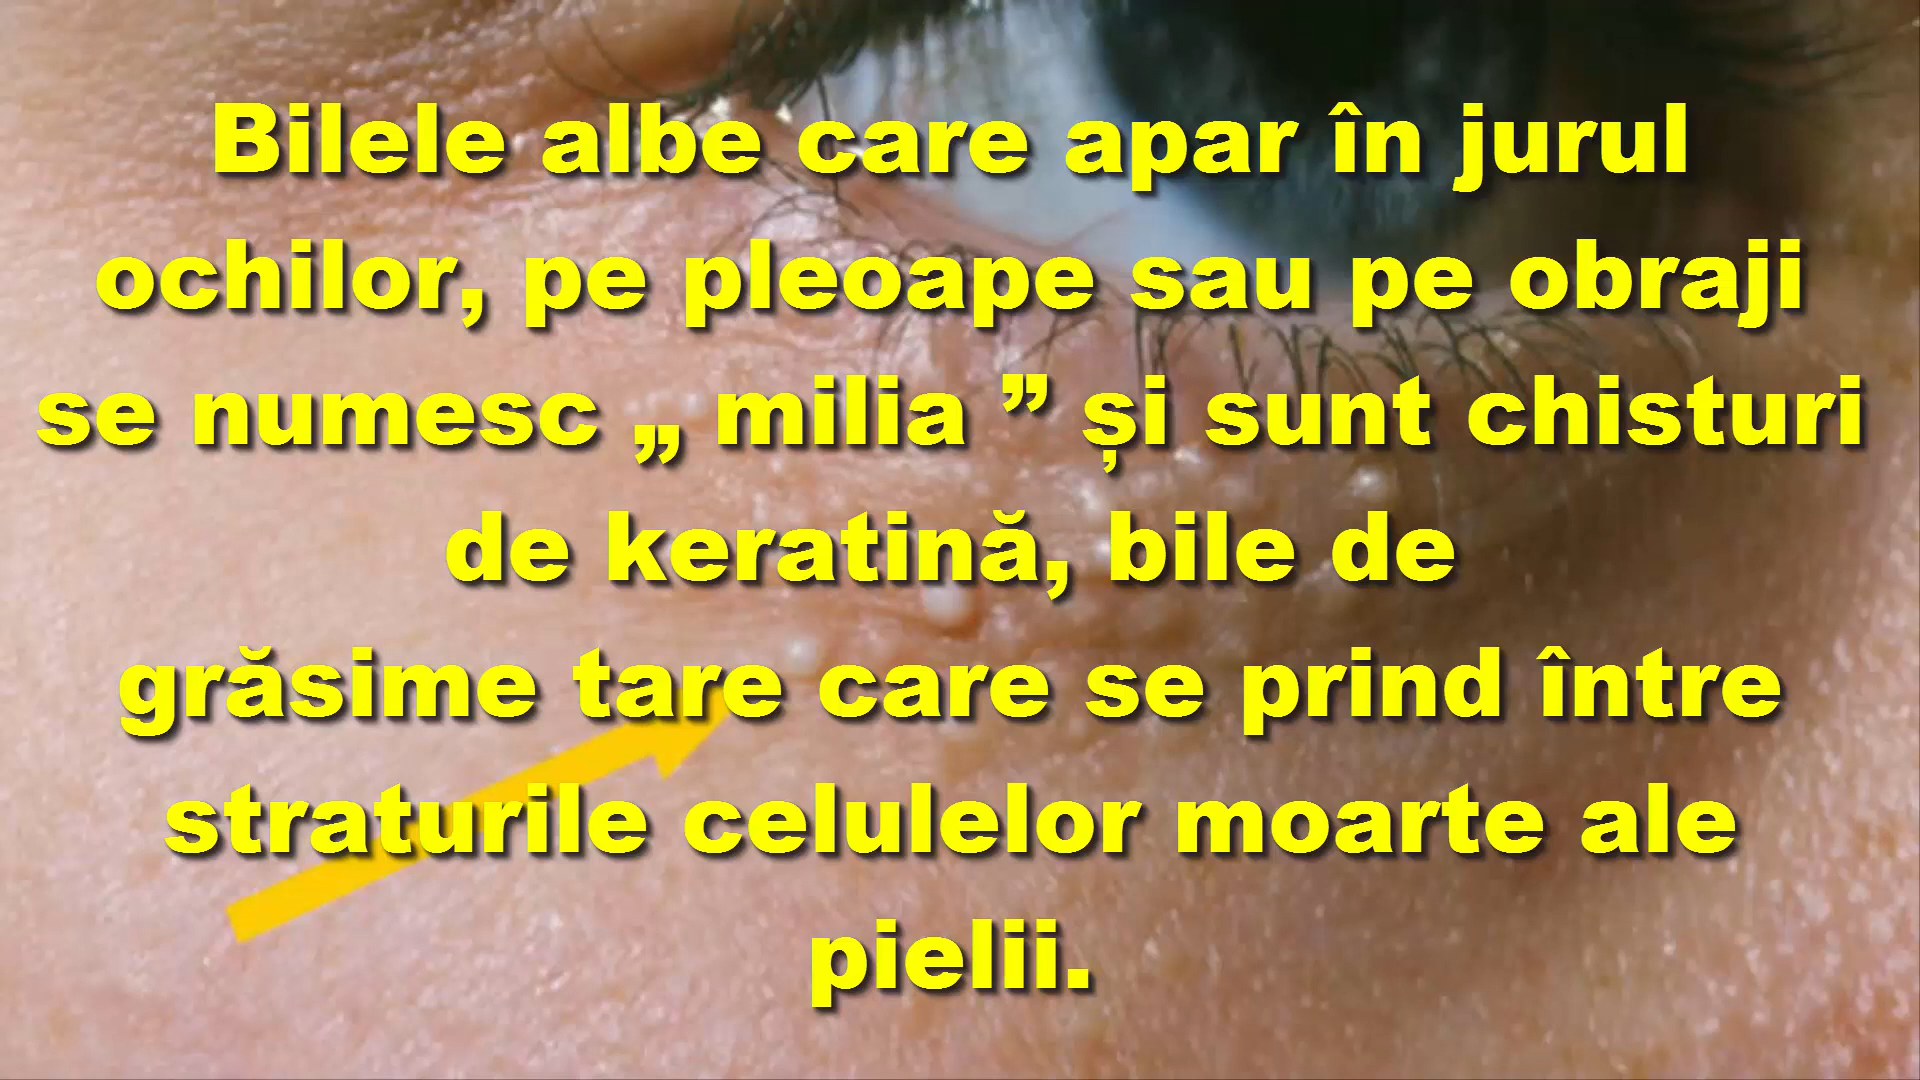 Bilele albe care apar în jurul
ochilor, pe pleoape sau pe obraji
se numesc „ milia ” și sunt chisturi
de keratină, bile de
grăsime tare care se prind între
straturile celulelor moarte ale
pielii.